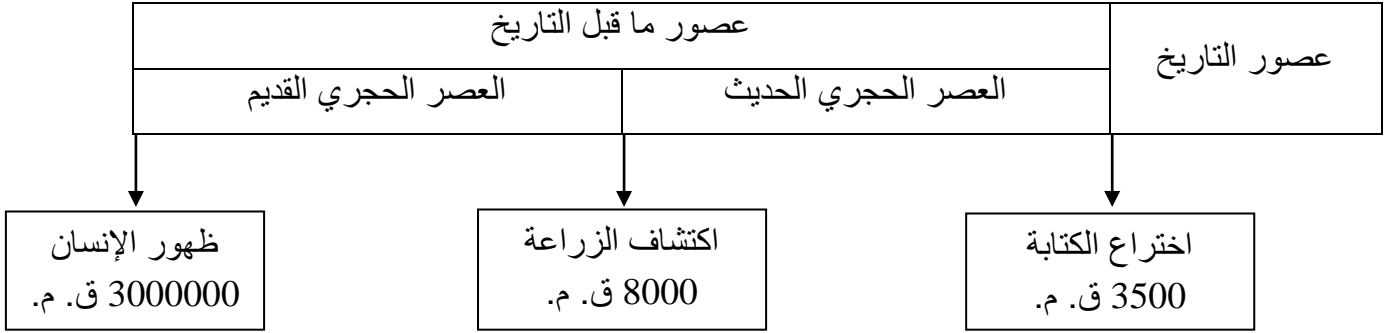 عصور التاريخ
عصور ما قبل التاريخ
العصر الحجري الحديث
العصر الحجري القديم
اختراع الكتابة
3500 ق. م.
اكتشاف الزراعة
8000 ق. م.
ظهور الإنسان
3000000 ق. م.